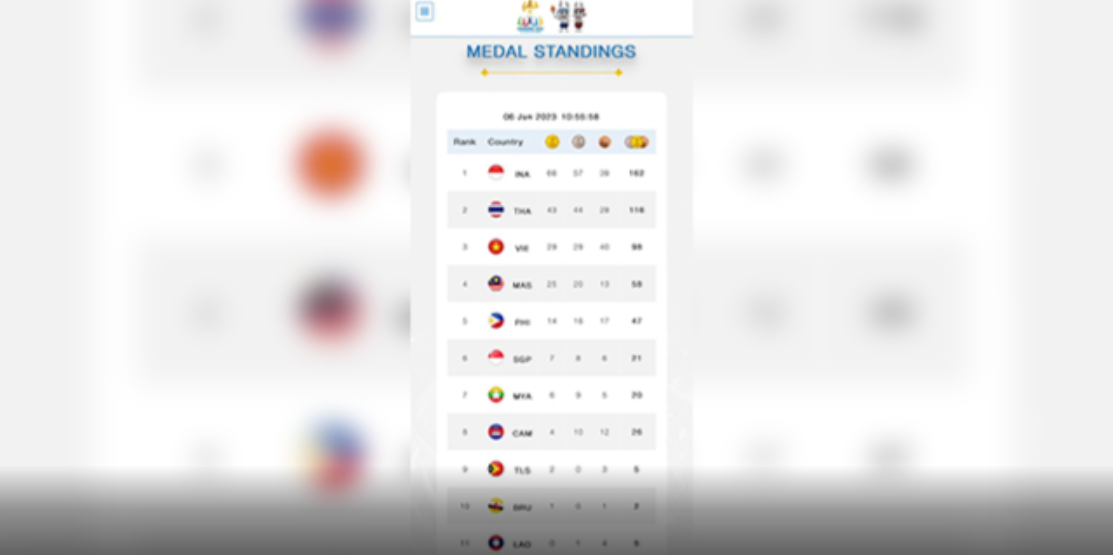 MEDAL STANDINGS
06 Jun 2023 10:55:58
Rank Country
1 INA 66 57 39 162
2 THA 43 44 29 116
3 VIE 29 29 40 98
4 MAS 25 20 13 58
5 PHI 14 16 17 47
6 SGP 7 8 6 21
7 MYA 6 9 5 20
8 CAM 4 10 12 26
9 TLS 2 0 3 5
10 BRU 1 0 1 2
11 LAO 0 1 4 5